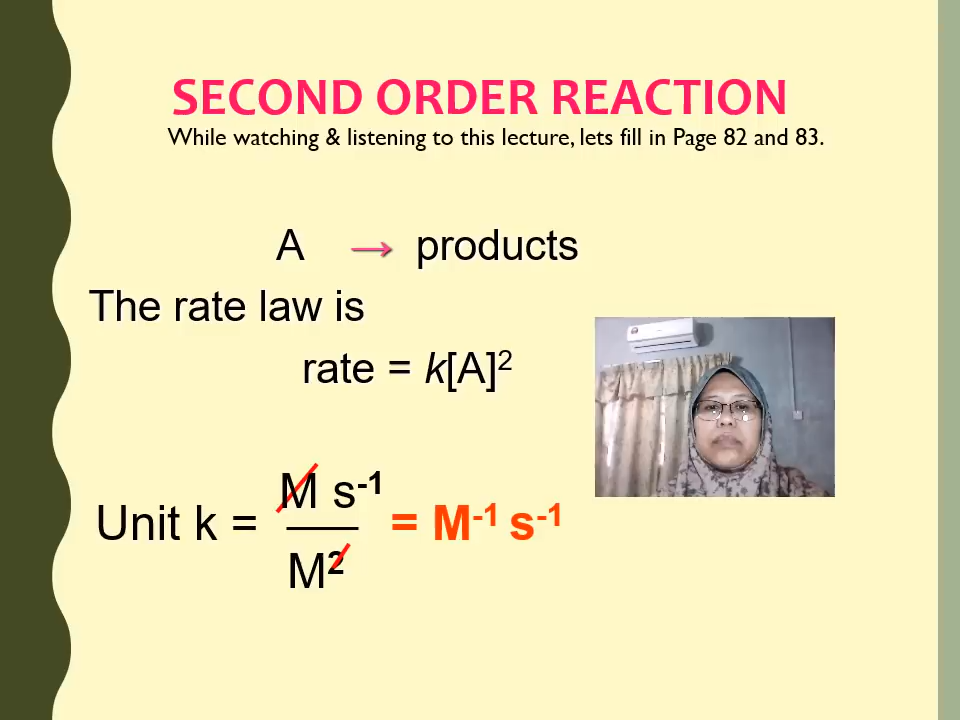 SECOND ORDER REACTION
While watching & listening to this lecture, lets fill in Page 82 and 83.
A → products
The rate law is
rate = k[A]²
M s⁻¹
Unit k = —— = M⁻¹ s⁻¹
M²